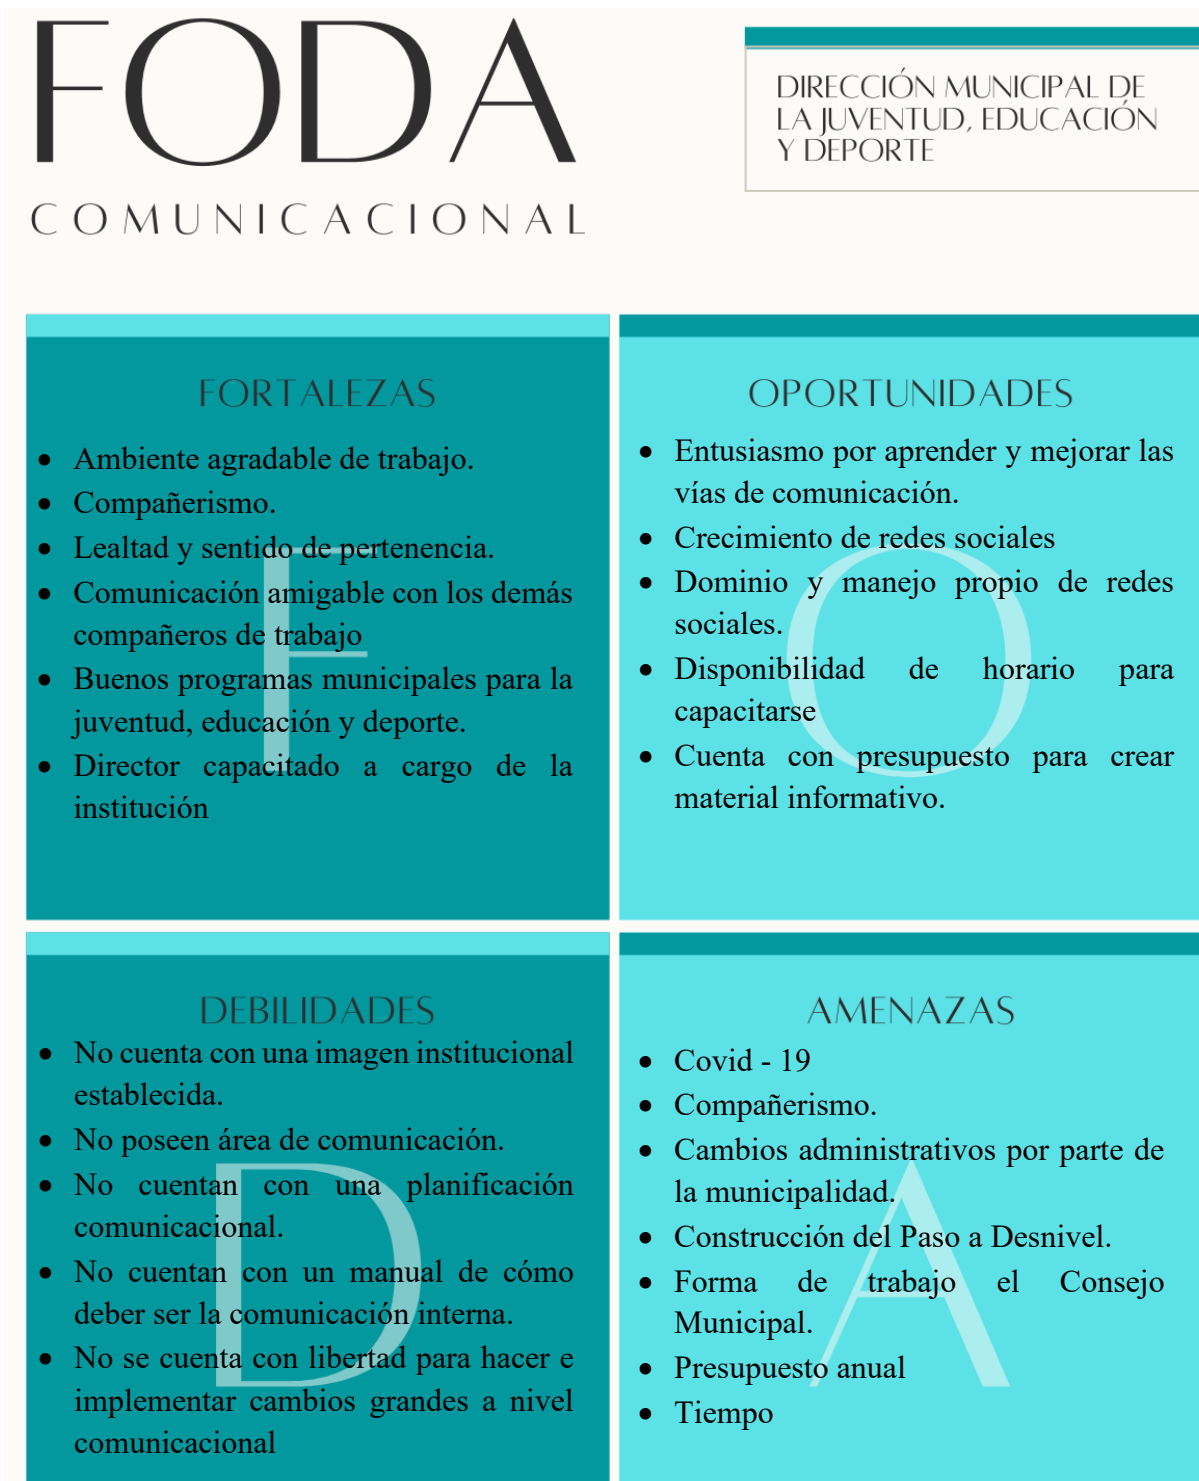 FODA
COMUNICACIONAL
DIRECCIÓN MUNICIPAL DE
LA JUVENTUD, EDUCACIÓN
Y DEPORTE
FORTALEZAS
• Ambiente agradable de trabajo.
• Compañerismo.
• Lealtad y sentido de pertenencia.
• Comunicación amigable con los demás
compañeros de trabajo
• Buenos programas municipales para la
juventud, educación y deporte.
• Director capacitado a cargo de la
institución
F
OPORTUNIDADES
• Entusiasmo por aprender y mejorar las
vías de comunicación.
• Crecimiento de redes sociales
• Dominio y manejo propio de redes
sociales.
• Disponibilidad de horario para
capacitarse
• Cuenta con presupuesto para crear
material informativo.
O
DEBILIDADES
• No cuenta con una imagen institucional
establecida.
• No poseen área de comunicación.
• No cuentan con una planificación
comunicacional.
• No cuentan con un manual de cómo
deber ser la comunicación interna.
• No se cuenta con libertad para hacer e
implementar cambios grandes a nivel
comunicacional
D
AMENAZAS
• Covid - 19
• Compañerismo.
• Cambios administrativos por parte de
la municipalidad.
• Construcción del Paso a Desnivel.
• Forma de trabajo el Consejo
Municipal.
• Presupuesto anual
• Tiempo
A